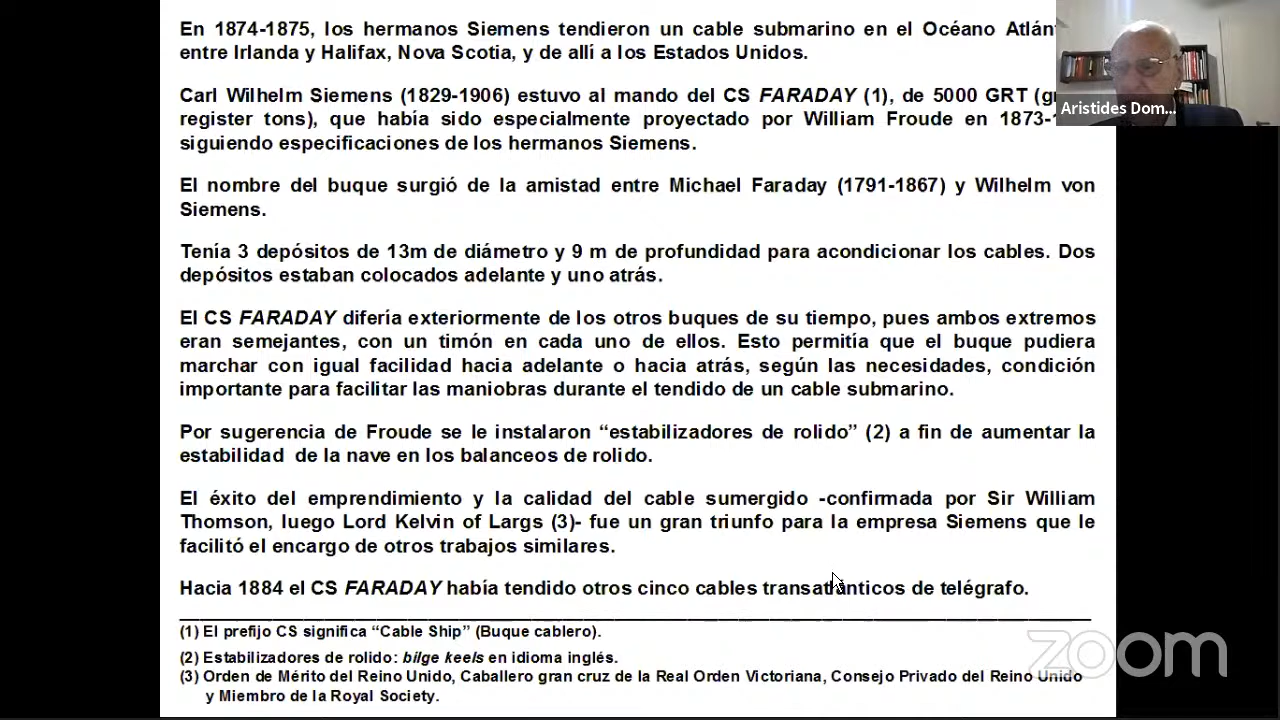 En 1874-1875, los hermanos Siemens tendieron un cable submarino en el Océano
entre Irlanda y Halifax, Nova Scotia, y de allí a los Estados Unidos.
Carl Wilhelm Siemens (1829-1906) estuvo al mando del CS FARADAY (1), de 5000 GRT
register tons), que había sido especialmente proyectado por William Froude en
siguiendo especificaciones de los hermanos Siemens.
El nombre del buque surgió de la amistad entre Michael Faraday (1791-1867) y Wilhelm von
Siemens.
Tenía 3 depósitos de 13m de diámetro y 9 m de profundidad para acondicionar los cables. Dos
depósitos estaban colocados adelante y uno atrás.
El CS FARADAY difería exteriormente de los otros buques de su tiempo, pues ambos extremos
eran semejantes, con un timón en cada uno de ellos. Esto permitía que el buque pudiera
marchar con igual facilidad hacia adelante o hacia atrás, según las necesidades, condición
importante para facilitar las maniobras durante el tendido de un cable submarino.
Por sugerencia de Froude se le instalaron “estabilizadores de rolido” (2) a fin de aumentar la
estabilidad de la nave en los balanceos de rolido.
El éxito del emprendimiento y la calidad del cable sumergido -confirmada por Sir William
Thomson, luego Lord Kelvin of Largs (3)- fue un gran triunfo para la empresa Siemens que le
facilitó el encargo de otros trabajos similares.
Hacia 1884 el CS FARADAY había tendido otros cinco cables transatlánticos de telégrafo.
(1) El prefijo CS significa “Cable Ship” (Buque cablero).
(2) Estabilizadores de rolido: bilge keels en idioma inglés.
(3) Orden de Mérito del Reino Unido, Caballero gran cruz de la Real Orden Victoriana, Consejo Privado del Reino Unido
y Miembro de la Royal Society.
Aristides Dom...
zoom